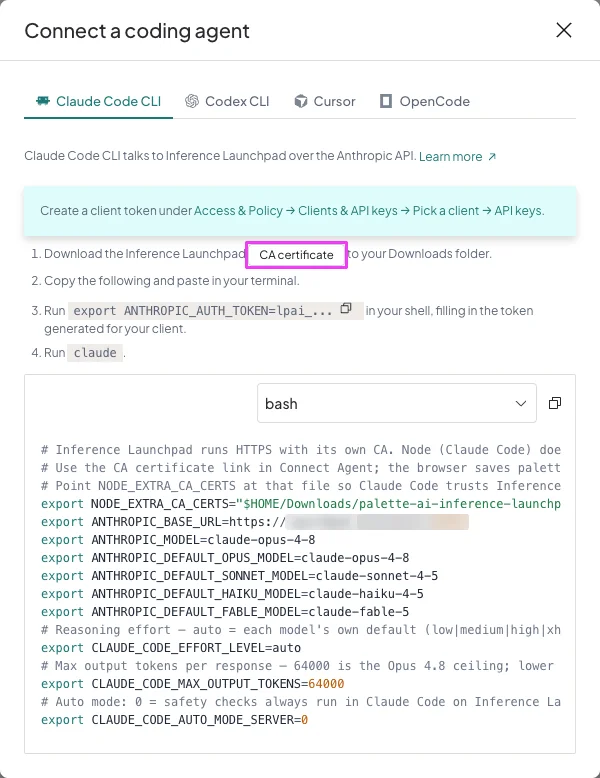 Connect a coding agent
Claude Code CLI
Codex CLI
Cursor
OpenCode
Claude Code CLI talks to Inference Launchpad over the Anthropic API. Learn more ↗
Create a client token under Access & Policy → Clients & API keys → Pick a client → API keys.
1. Download the Inference Launchpad CA certificate to your Downloads folder.
2. Copy the following and paste in your terminal.
3. Run export ANTHROPIC_AUTH_TOKEN=lpai_... in your shell, filling in the token
generated for your client.
4. Run claude .
bash
# Inference Launchpad runs HTTPS with its own CA. Node (Claude Code) doe
# Use the CA certificate link in Connect Agent; the browser saves palett
# Point NODE_EXTRA_CA_CERTS at that file so Claude Code trusts Inference
export NODE_EXTRA_CA_CERTS="$HOME/Downloads/palette-ai-inference-launchp
export ANTHROPIC_BASE_URL=https://
export ANTHROPIC_MODEL=claude-opus-4-8
export ANTHROPIC_DEFAULT_OPUS_MODEL=claude-opus-4-8
export ANTHROPIC_DEFAULT_SONNET_MODEL=claude-sonnet-4-5
export ANTHROPIC_DEFAULT_HAIKU_MODEL=claude-haiku-4-5
export ANTHROPIC_DEFAULT_FABLE_MODEL=claude-fable-5
# Reasoning effort — auto = each model's own default (low|medium|high|xh
export CLAUDE_CODE_EFFORT_LEVEL=auto
# Max output tokens per response — 64000 is the Opus 4.8 ceiling; lower
export CLAUDE_CODE_MAX_OUTPUT_TOKENS=64000
# Auto mode: 0 = safety checks always run in Claude Code on Inference La
export CLAUDE_CODE_AUTO_MODE_SERVER=0